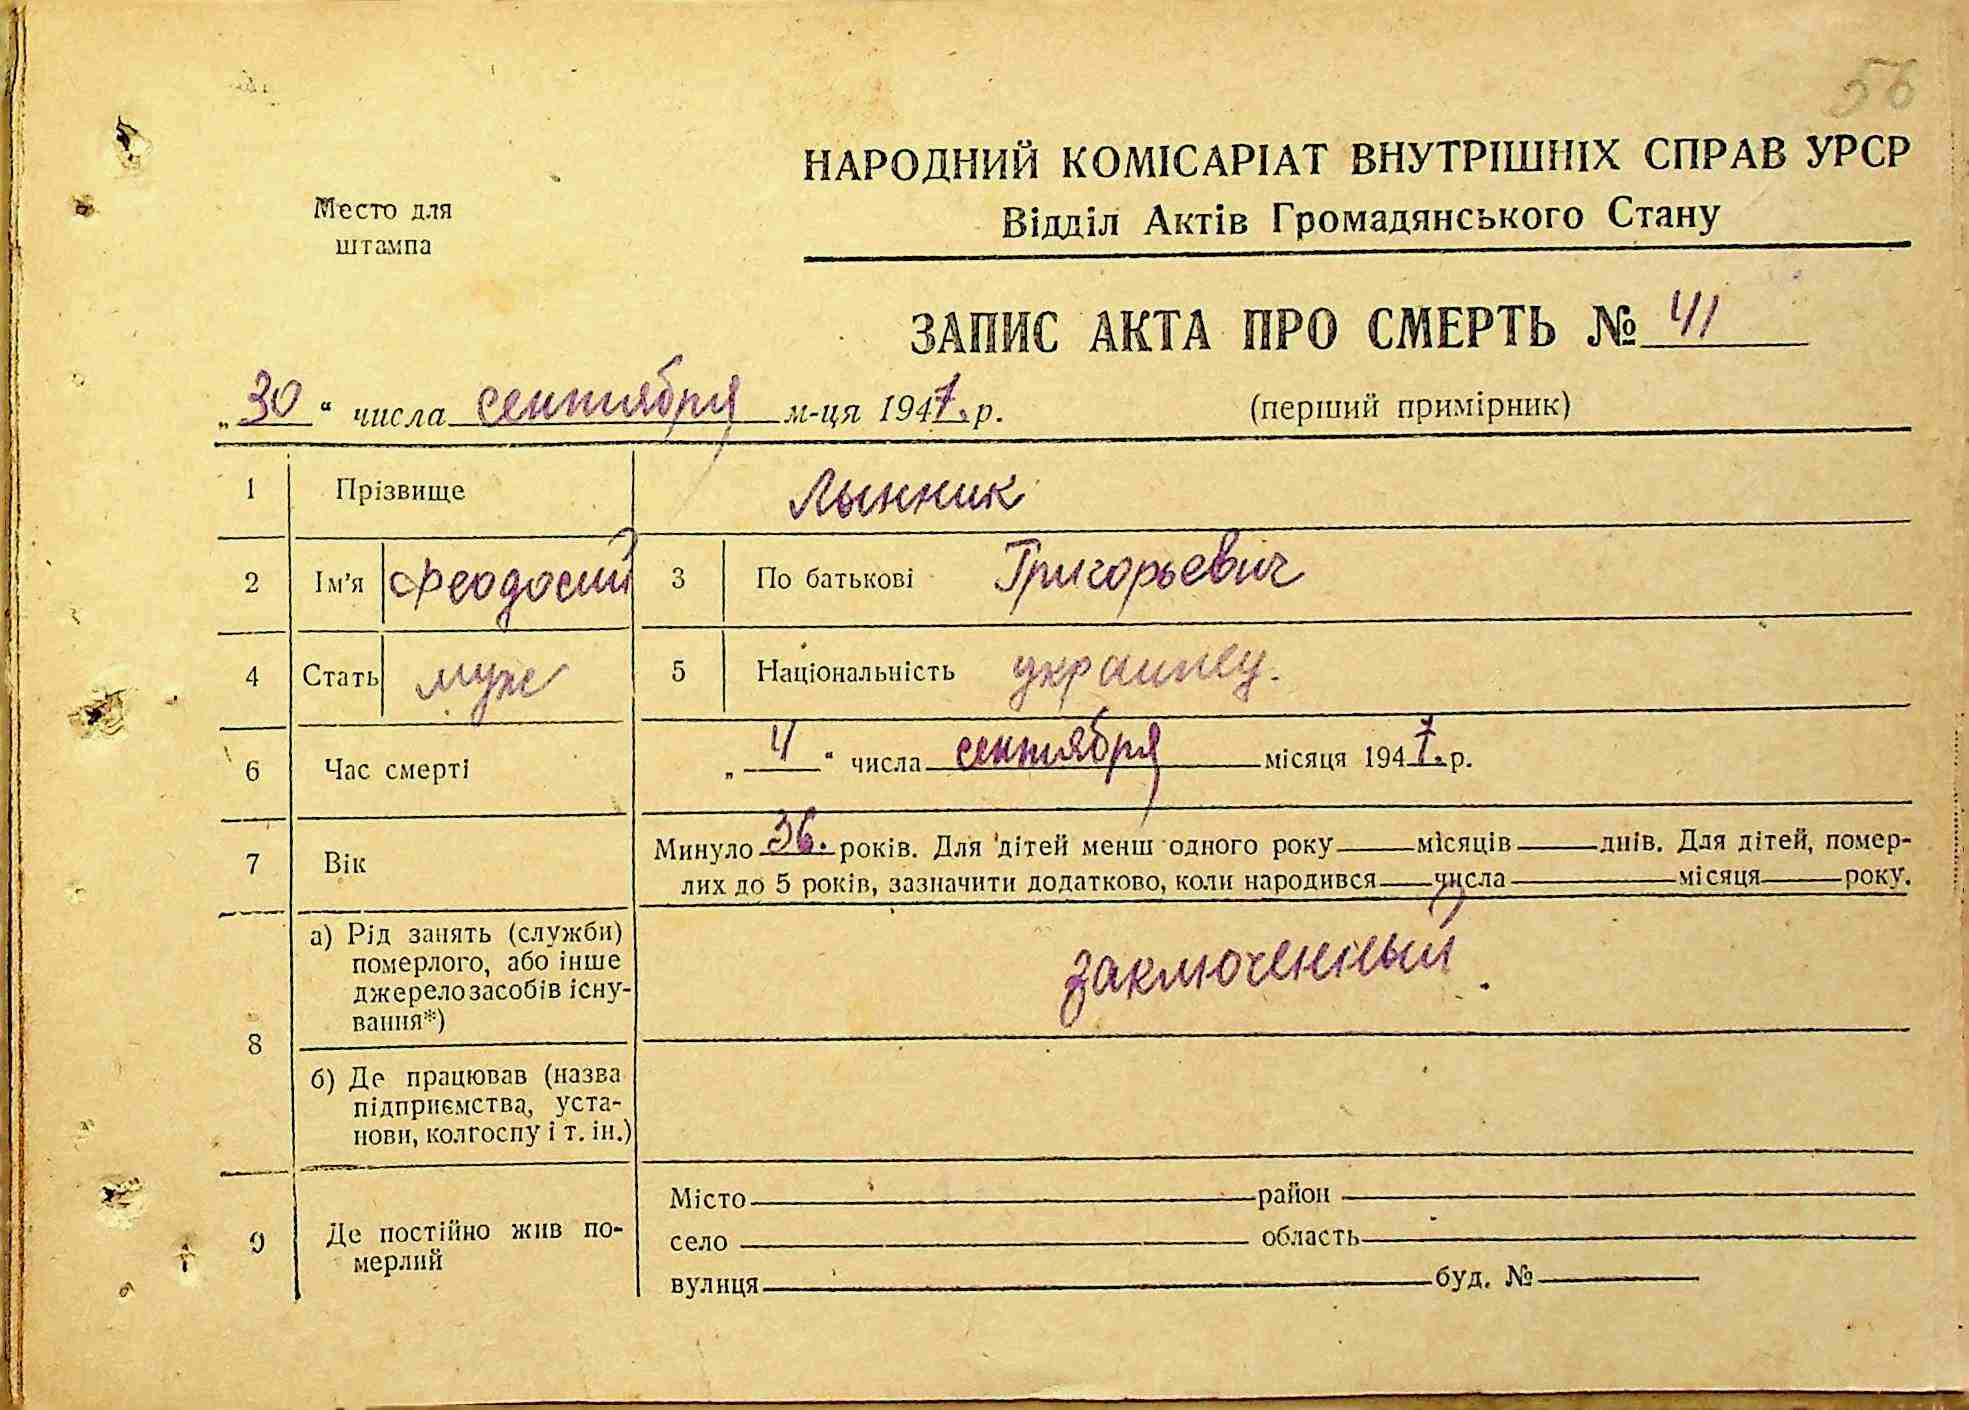 56
НАРОДНИЙ КОМІСАРІАТ ВНУТРІШНІХ СПРАВ УРСР
Відділ Актів Громадянського Стану
Место для
штампа
ЗАПИС АКТА ПРО СМЕРТЬ № 41
„30“ числа сентября м-ця 1947. р.
(перший примірник)
1 Прізвище Лынник
2 Ім'я Феодосий 3 По батькові Григорьевич
4 Стать муж 5 Національність украинец.
6 Час смерті „4“ числа сентября місяця 1947. р.
7 Вік Минуло 36. років. Для дітей менш одного року місяців днів. Для дітей, помер-
лих до 5 років, зазначити додатково, коли народився числа місяця року.
8 а) Рід занять (служби)
померлого, або інше
джерело засобів існу-
вання*)
заключенный.
б) Де працював (назва
підприємства, уста-
нови, колгоспу і т. ін.)
9 Де постійно жив по-
мерлий
Місто район
село область
вулиця буд. №